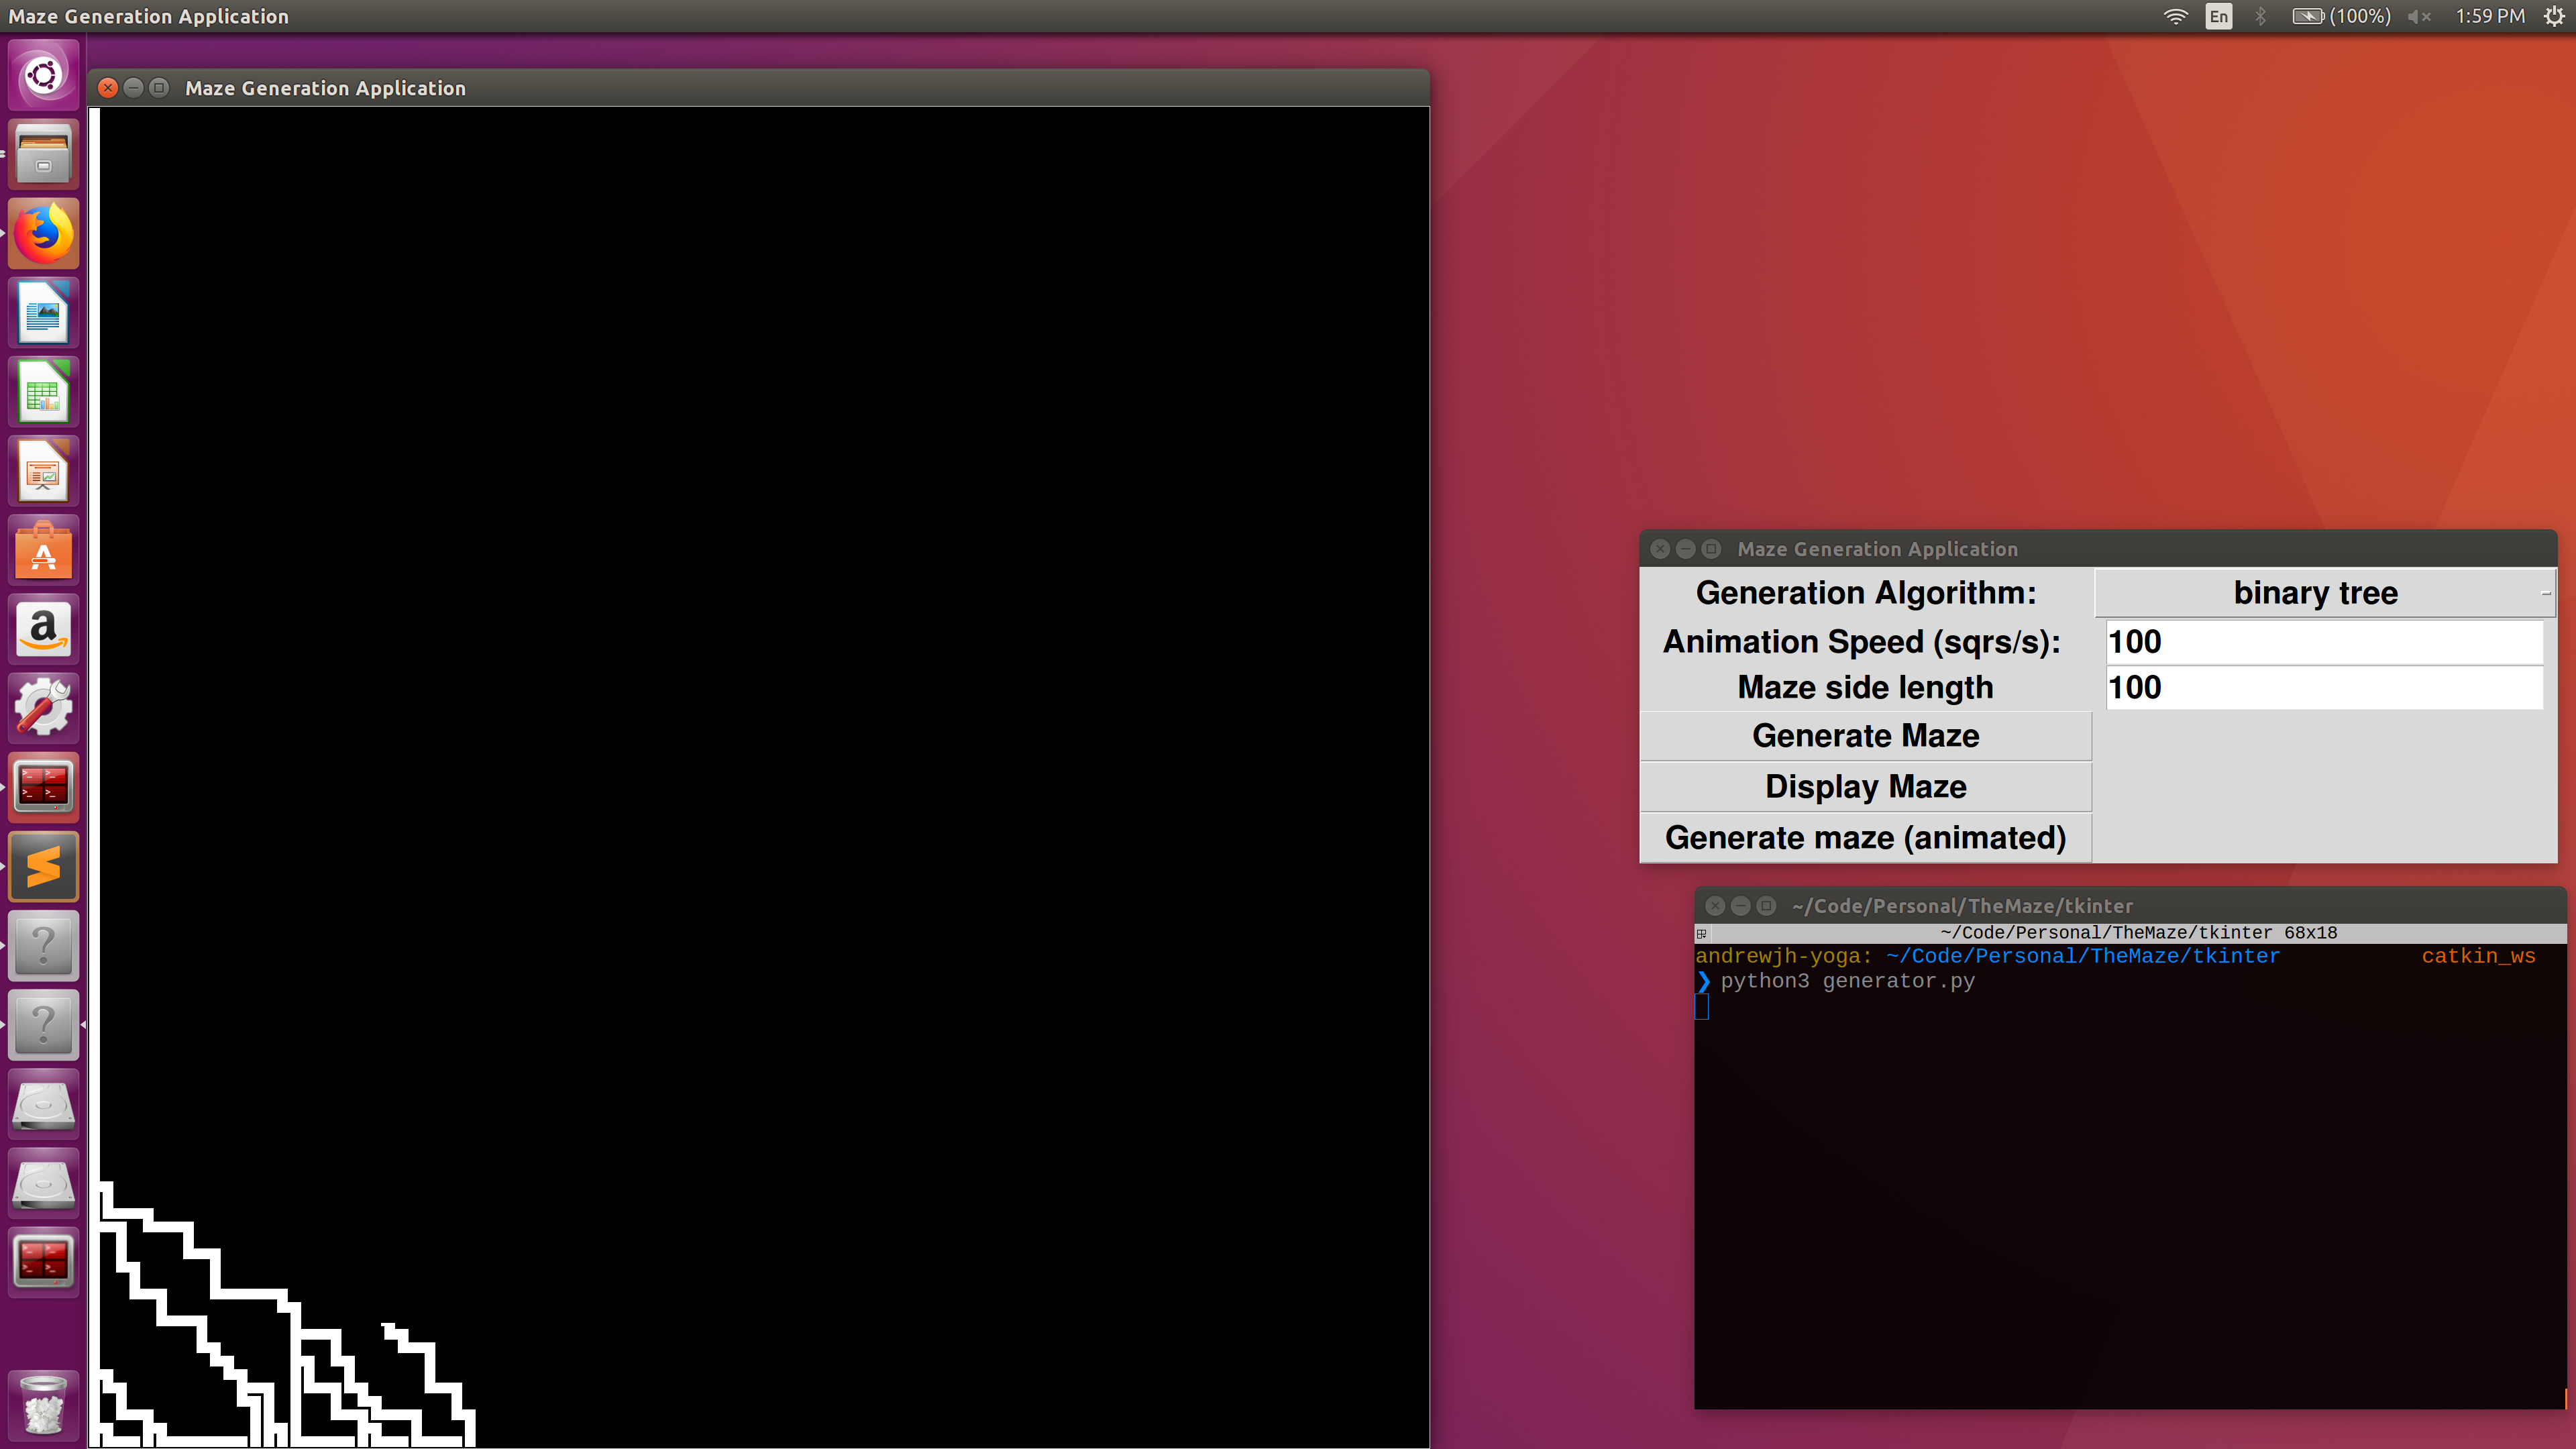 Maze Generation Application
En
(100%)
1:59 PM
Maze Generation Application
Maze Generation Application
Generation Algorithm:
binary tree
Animation Speed (sqrs/s):
100
Maze side length
100
Generate Maze
Display Maze
Generate maze (animated)
~/Code/Personal/TheMaze/tkinter
~/Code/Personal/TheMaze/tkinter 68x18
andrewjh-yoga: ~/Code/Personal/TheMaze/tkinter catkin_ws
❯ python3 generator.py